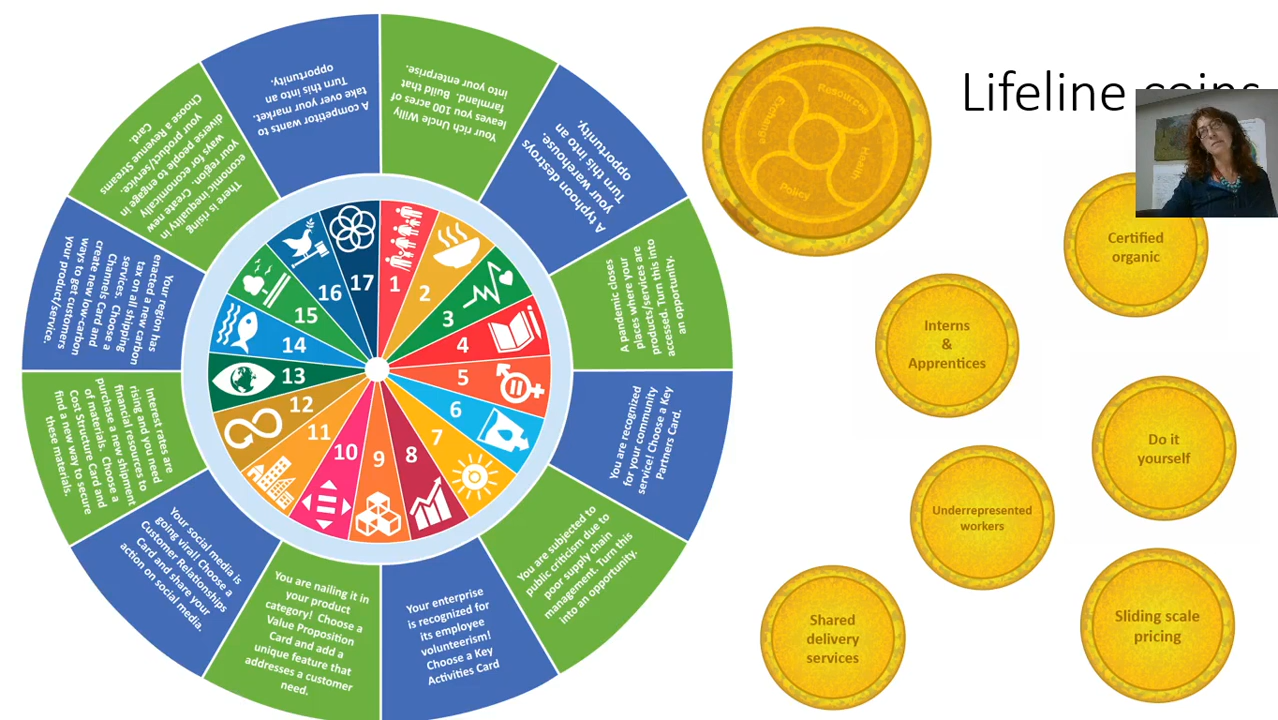 Lifeline coins
Your rich Uncle Willy
leaves you 100 acres of
farmland. Build that
into your enterprise.
A typhoon destroys
your warehouse.
Turn this into an
opportunity.
A pandemic closes
places where your
products/services are
accessed. Turn this into
an opportunity.
You are recognized
for your community
service! Choose a Key
Partners Card.
You are subjected to
public criticism due to
poor supply chain
management. Turn this
into an opportunity.
Your enterprise
is recognized for
its employee
volunteerism!
Choose a Key
Activities Card
You are nailing it in
your product
category! Choose a
Value Proposition
Card and add a
unique feature that
addresses a customer
need.
Your social media is
going viral! Choose a
Customer Relationships
Card and share your
action on social media.
Interest rates are
rising and you need
financial resources to
purchase a new shipment
of materials. Choose a
Cost Structure Card and
find a new way to secure
these materials.
Your region has
enacted a new carbon
tax on all shipping
services. Choose a
Channels Card and
create new low-carbon
ways to get customers
your product/service.
There is rising
economic inequality in
your region. Create new
ways for economically
diverse people to engage in
your product/service.
Choose a Revenue Streams
Card.
A competitor wants to
take over your market.
Turn this into an
opportunity.
1
2
3
4
5
6
7
8
9
10
11
12
13
14
15
16
17
Resources
Exchange
Health
Policy
Certified
organic
Interns
&
Apprentices
Do it
yourself
Underrepresented
workers
Shared
delivery
services
Sliding scale
pricing